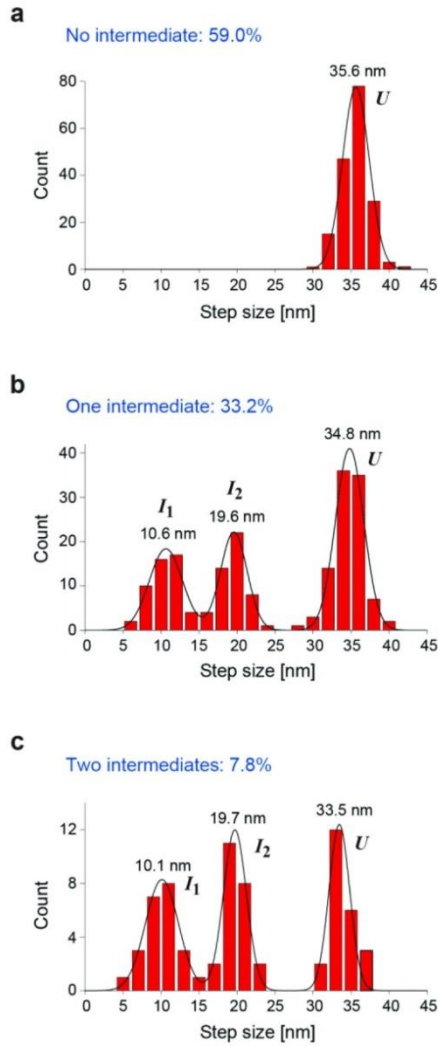 a
No intermediate: 59.0%
35.6 nm
U
80
60
40
20
0
Count
0 5 10 15 20 25 30 35 40 45
Step size [nm]
b
One intermediate: 33.2%
34.8 nm
U
I1
I2
10.6 nm
19.6 nm
40
30
20
10
0
Count
0 5 10 15 20 25 30 35 40 45
Step size [nm]
c
Two intermediates: 7.8%
10.1 nm
I1
19.7 nm
I2
33.5 nm
U
12
8
4
0
Count
0 5 10 15 20 25 30 35 40 45
Step size [nm]